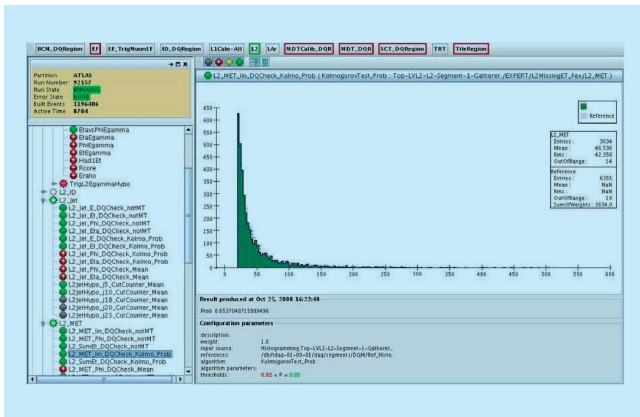 BCM_DQRegion EF EF_TrigMuonEF ID_DQRegion L1Calo-All L2 LAr MDTCalib_DQR MDT_DQR SCT_DQRegion TRT TileRegion
Partition ATLAS
Run Number 92157
Run State
Error State
Built Events 1196406
Active Time 8704
EtavsPhiEgamma
EtaEgamma
PhiEgamma
EtEgamma
Had1Et
Rcore
Eratio
TrigL2EgammaHypo
L2_ID
L2_Jet
L2_Jet_E_DQCheck_notMT
L2_Jet_Et_DQCheck_notMT
L2_Jet_Phi_DQCheck_notMT
L2_Jet_Eta_DQCheck_notMT
L2_Jet_E_DQCheck_Kolmo_Prob
L2_Jet_Et_DQCheck_Kolmo_Prob
L2_Jet_Phi_DQCheck_Kolmo_Prob
L2_Jet_Eta_DQCheck_Kolmo_Prob
L2_Jet_Phi_DQCheck_Mean
L2_Jet_Eta_DQCheck_Mean
L2JetHypo_j5_CutCounter_Mean
L2JetHypo_j10_CutCounter_Mean
L2JetHypo_j18_CutCounter_Mean
L2JetHypo_j20_CutCounter_Mean
L2JetHypo_j23_CutCounter_Mean
L2_MET
L2_MET_lin_DQCheck_notMT
L2_MET_Phi_DQCheck_notMT
L2_SumEt_DQCheck_notMT
L2_MET_lin_DQCheck_Kolmo_Prob
L2_SumEt_DQCheck_Kolmo_Prob
L2_MET_Phi_DQCheck_Mean
L2_MET_lin_DQCheck_Kolmo_Prob ( KolmogorovTest_Prob : Top-LVL2-L2-Segment-1-Gatherer./EXPERT/L2MissingET_Fex/L2_MET )
650
600
550
500
450
400
350
300
250
200
150
100
50
0
0 50 100 150 200 250 300 350 400 450 500 550 600
Reference
L2_MET
Entries : 3634
Mean : 46.536
Rms : 42.350
OutOfRange : 14
Reference
Entries : 6355
Mean : NaN
Rms : NaN
OutOfRange : 18
SumOfWeights : 3634.0
Result produced at Oct 25, 2008 16:22:48
Prob
Configuration parameters
description:
weight: 1.0
input source: Histogramming.Top-LVL2-L2-Segment-1-Gatherer.
references:
algorithm: KolmogorovTest_Prob
algorithm parameters:
thresholds: 0.02 < P < 0.05